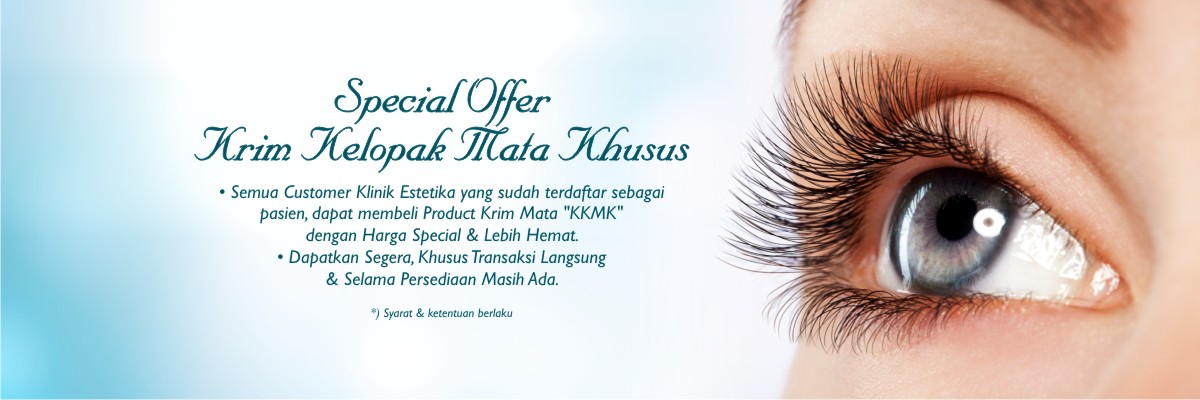 Special Offer
Krim Kelopak Mata Khusus
• Semua Customer Klinik Estetika yang sudah terdaftar sebagai
pasien, dapat membeli Product Krim Mata "KKMK"
dengan Harga Special & Lebih Hemat.
• Dapatkan Segera, Khusus Transaksi Langsung
& Selama Persediaan Masih Ada.
*) Syarat & ketentuan berlaku